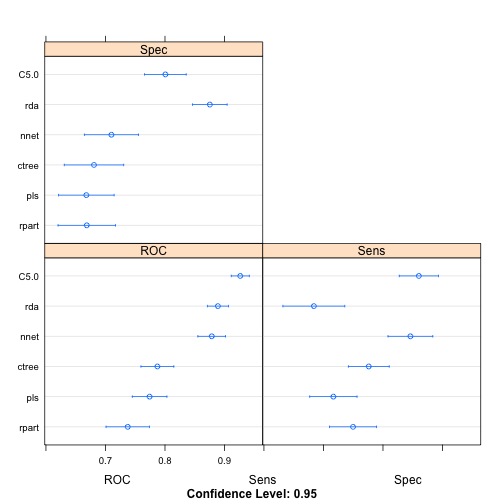 Spec
C5.0
rda
nnet
ctree
pls
rpart
ROC Sens
C5.0
rda
nnet
ctree
pls
rpart
0.7 0.8 0.9
ROC Sens Spec
Confidence Level: 0.95